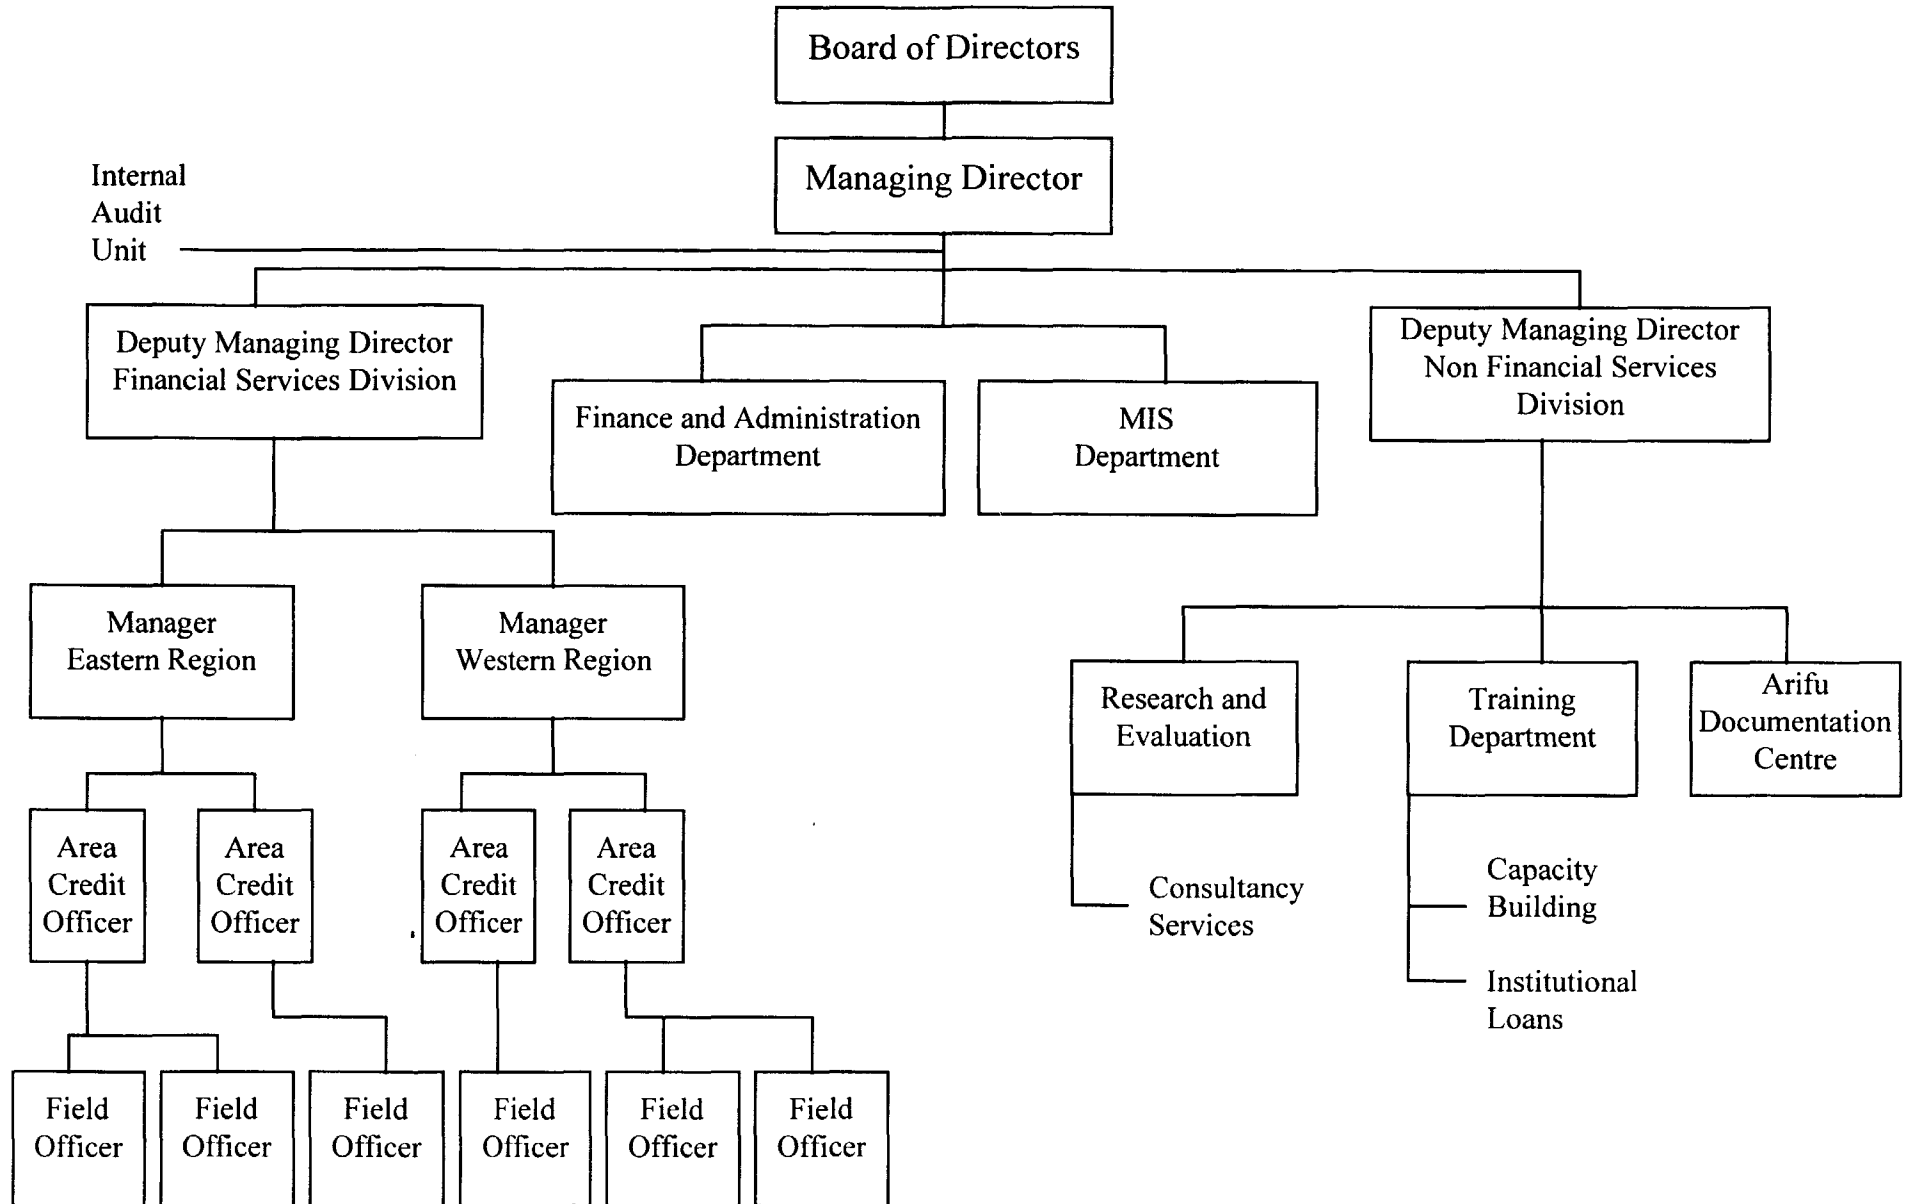 Board of Directors
Managing Director
Internal
Audit
Unit
Deputy Managing Director
Financial Services Division
Finance and Administration
Department
MIS
Department
Deputy Managing Director
Non Financial Services
Division
Manager
Eastern Region
Manager
Western Region
Research and
Evaluation
Training
Department
Arifu
Documentation
Centre
Area
Credit
Officer
Area
Credit
Officer
Area
Credit
Officer
Area
Credit
Officer
Consultancy
Services
Capacity
Building
Institutional
Loans
Field
Officer
Field
Officer
Field
Officer
Field
Officer
Field
Officer
Field
Officer